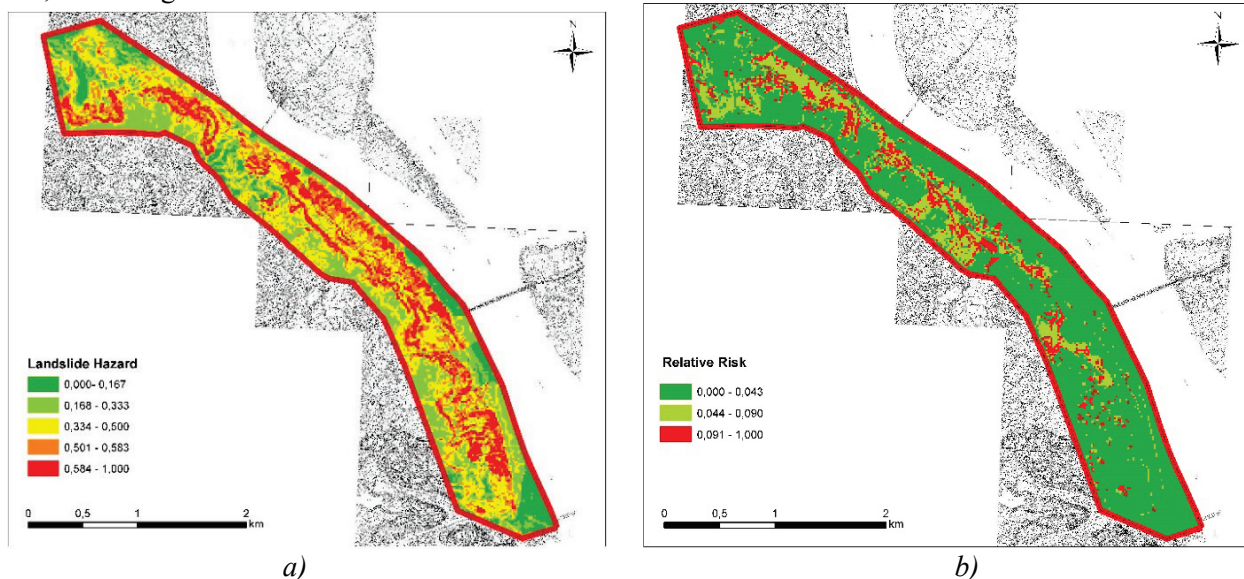 N
Landslide Hazard
0,000- 0,167
0,168 - 0,333
0,334 - 0,500
0,501 - 0,583
0,584 - 1,000
0 0,5 1 2
km
a)
N
Relative Risk
0,000 - 0,043
0,044 - 0,090
0,091 - 1,000
0 0,5 1 2
km
b)